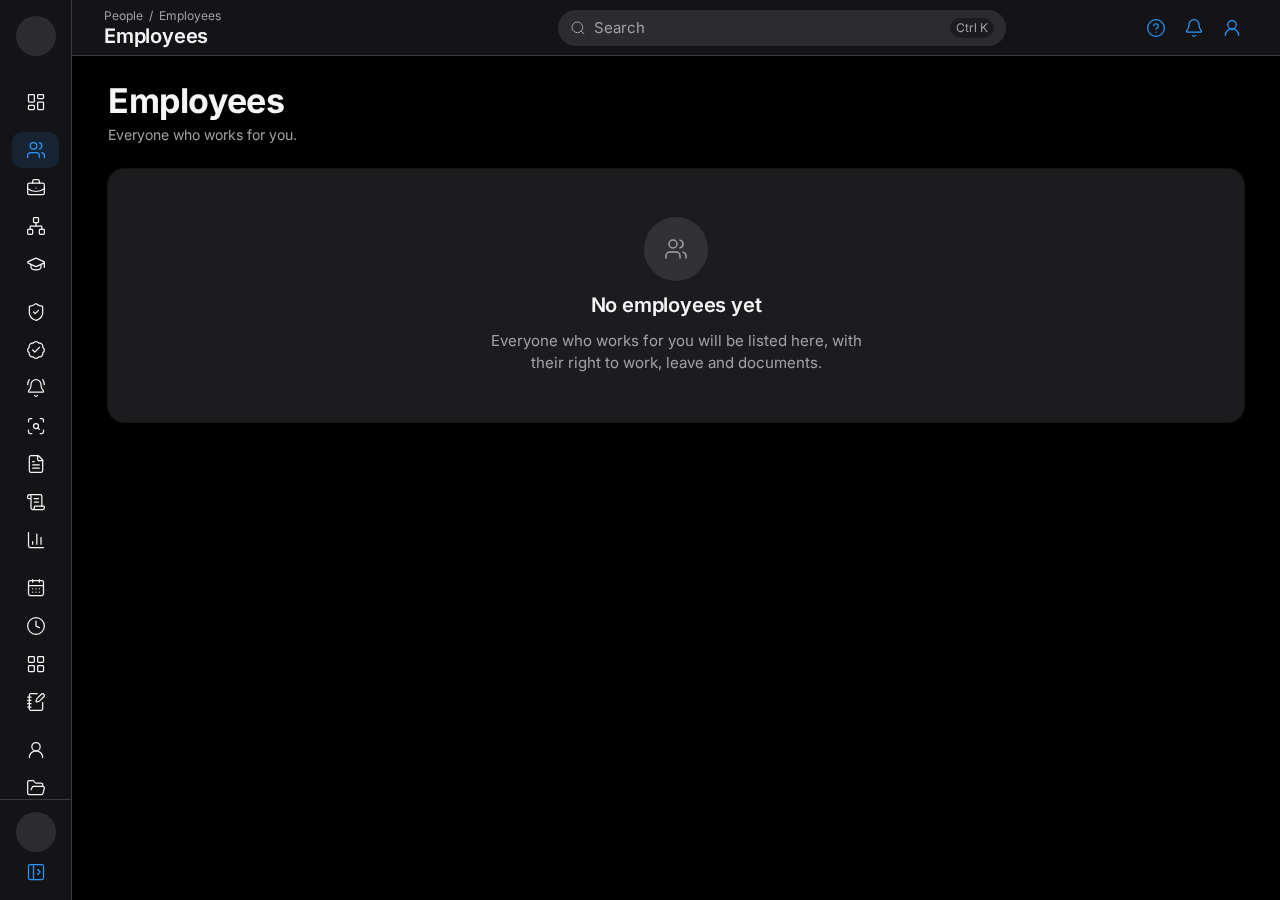 People / Employees
Employees
Search
Ctrl K
Employees
Everyone who works for you.
No employees yet
Everyone who works for you will be listed here, with
their right to work, leave and documents.